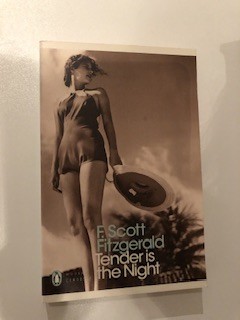 F. Scott
Fitzgerald
Tender is
the Night